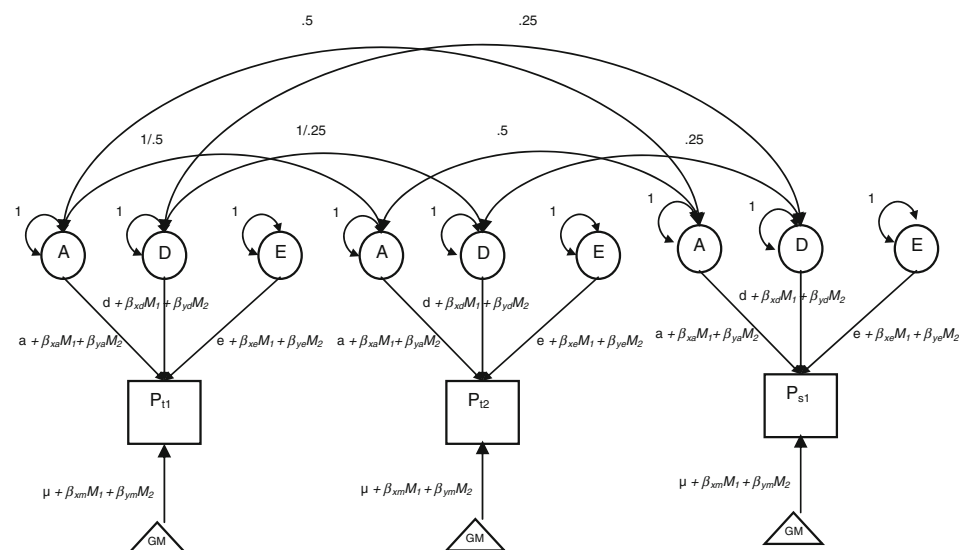 .5 .25
1/.5 1/.25 .5 .25
1 1 1 1 1 1 1 1 1
A D E A D E A D E
d + βxdM1 + βydM2 d + βxdM1 + βydM2 d + βxdM1 + βydM2
a + βxaM1+ βyaM2 e + βxeM1 + βyeM2 a + βxaM1+ βyaM2 e + βxeM1 + βyeM2 a + βxaM1+ βyaM2 e + βxeM1 + βyeM2
Pt1 Pt2 Ps1
μ + βxmM1 + βymM2 μ + βxmM1 + βymM2 μ + βxmM1 + βymM2
GM GM GM